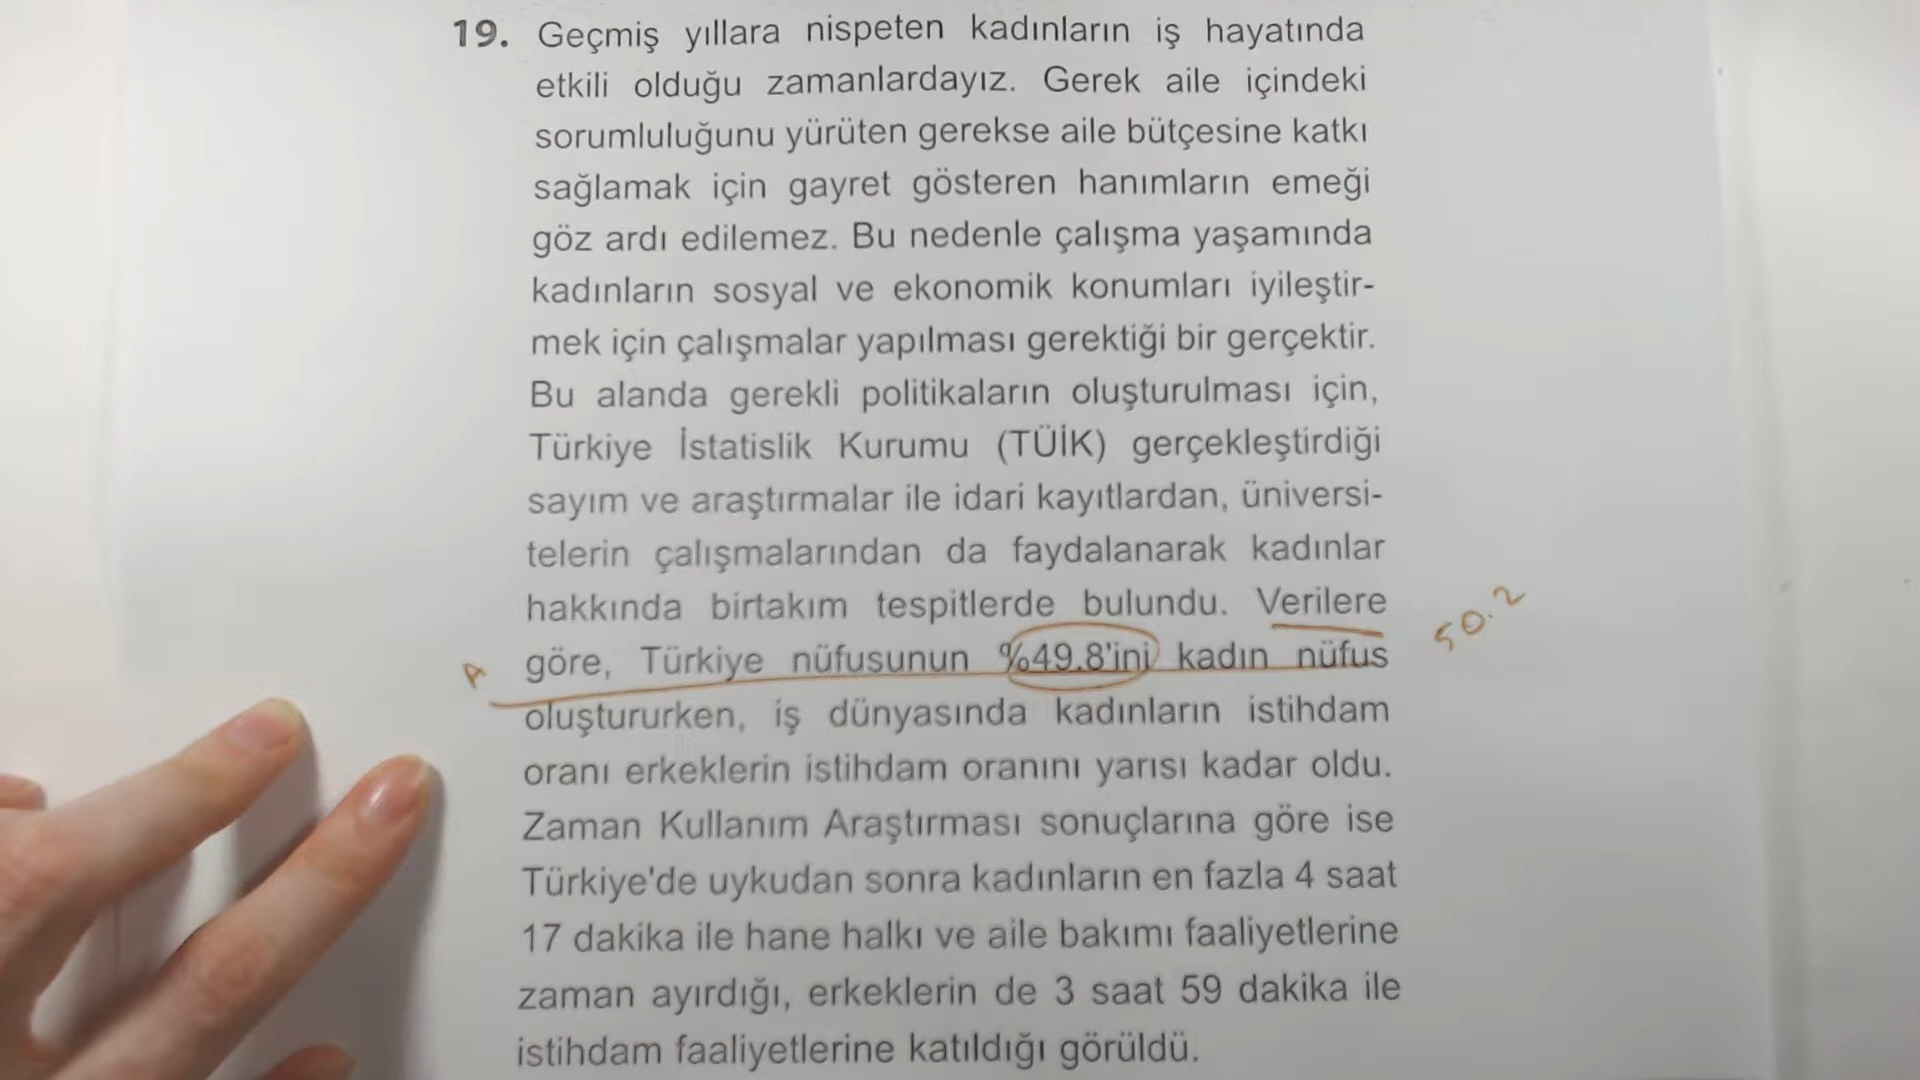 19. Geçmiş yıllara nispeten kadınların iş hayatında
etkili olduğu zamanlardayız. Gerek aile içindeki
sorumluluğunu yürüten gerekse aile bütçesine katkı
sağlamak için gayret gösteren hanımların emeği
göz ardı edilemez. Bu nedenle çalışma yaşamında
kadınların sosyal ve ekonomik konumları iyileştir-
mek için çalışmalar yapılması gerektiği bir gerçektir.
Bu alanda gerekli politikaların oluşturulması için,
Türkiye İstatislik Kurumu (TÜİK) gerçekleştirdiği
sayım ve araştırmalar ile idari kayıtlardan, üniversi-
telerin çalışmalarından da faydalanarak kadınlar
hakkında birtakım tespitlerde bulundu. Verilere
50.2
A göre, Türkiye nüfusunun %49.8'ini kadın nüfus
oluştururken, iş dünyasında kadınların istihdam
oranı erkeklerin istihdam oranını yarısı kadar oldu.
Zaman Kullanım Araştırması sonuçlarına göre ise
Türkiye'de uykudan sonra kadınların en fazla 4 saat
17 dakika ile hane halkı ve aile bakımı faaliyetlerine
zaman ayırdığı, erkeklerin de 3 saat 59 dakika ile
istihdam faaliyetlerine katıldığı görüldü.